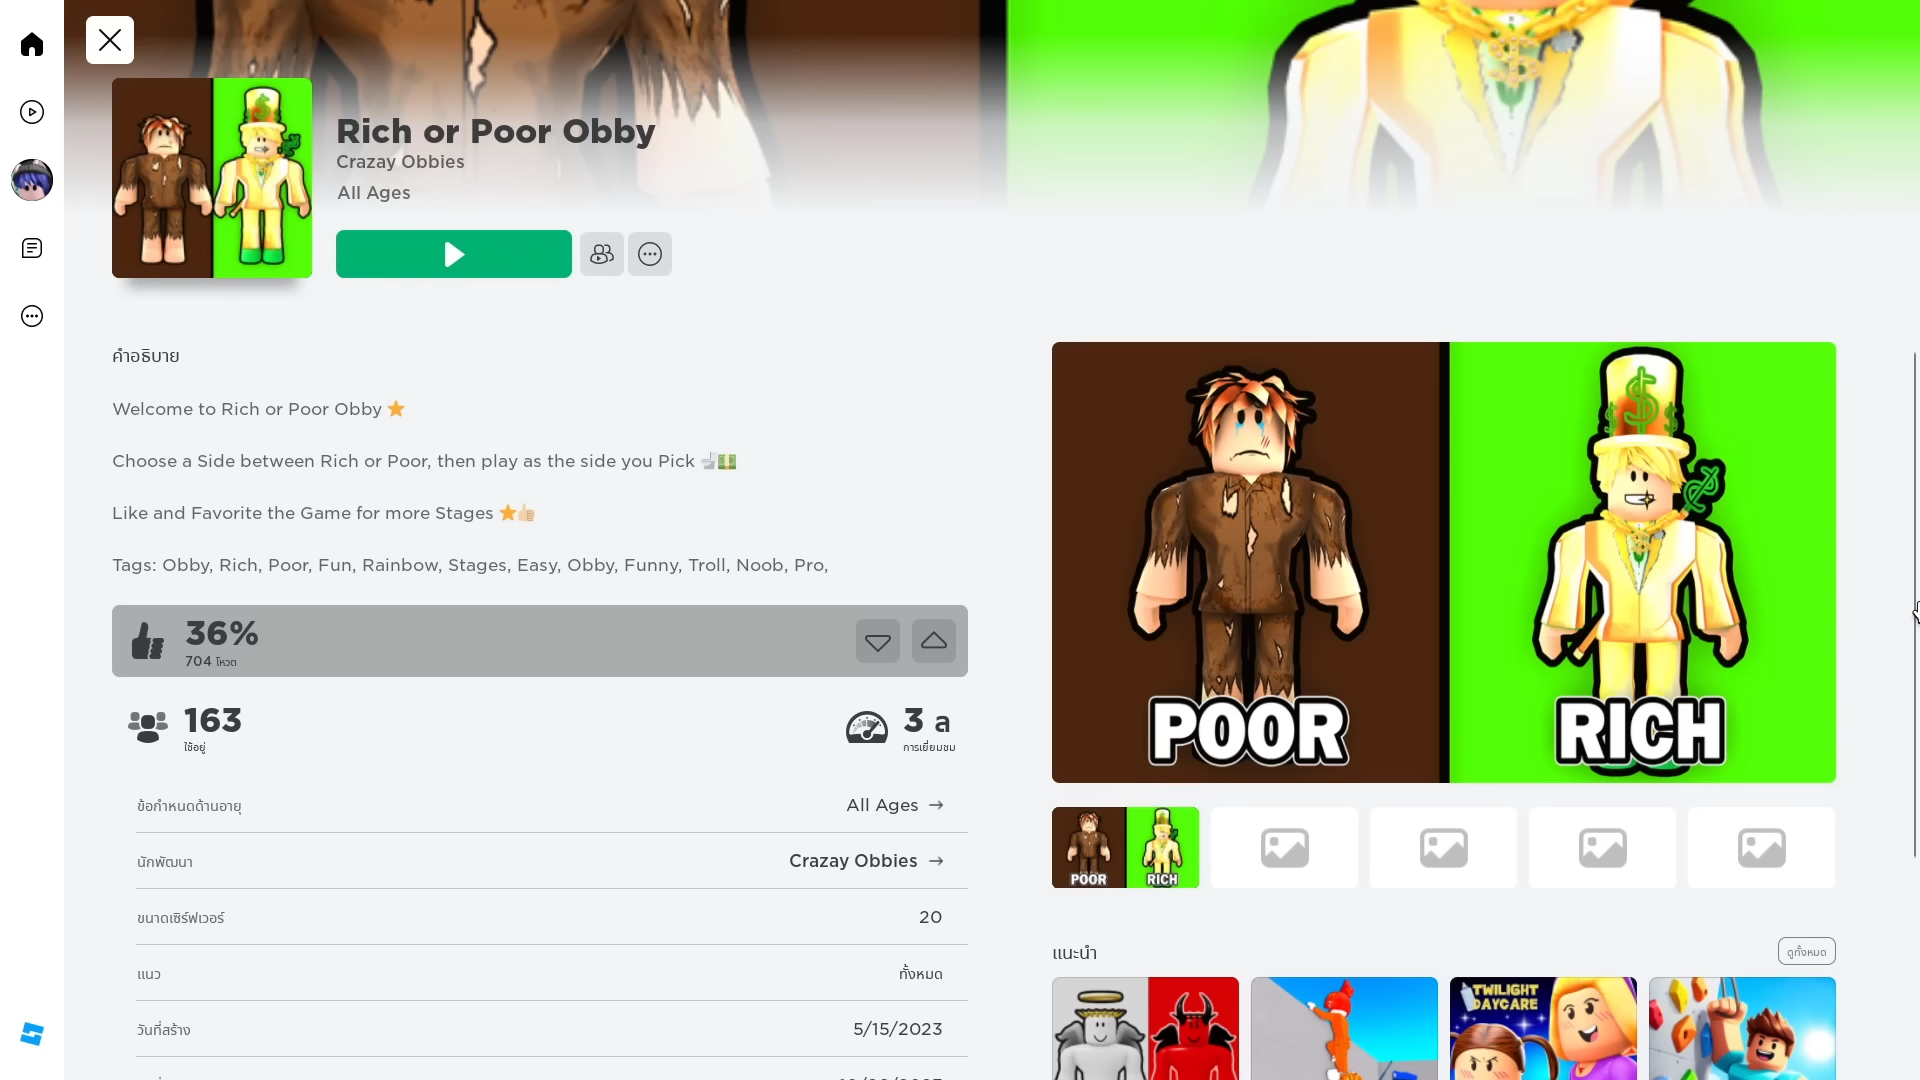 Rich or Poor Obby
Crazay Obbies
All Ages
คำอธิบาย
Welcome to Rich or Poor Obby ⭐
Choose a Side between Rich or Poor, then play as the side you Pick 🚽💵
Like and Favorite the Game for more Stages ⭐👍🏼
Tags: Obby, Rich, Poor, Fun, Rainbow, Stages, Easy, Obby, Funny, Troll, Noob, Pro,
36%
704 โหวต
163
ใช้อยู่
3 ล
การเยี่ยมชม
ข้อกำหนดด้านอายุ All Ages →
นักพัฒนา Crazay Obbies →
ขนาดเซิร์ฟเวอร์ 20
แนว ทั้งหมด
วันที่สร้าง 5/15/2023
POOR RICH
POOR RICH
แนะนำ ดูทั้งหมด
TWILIGHT
DAYCARE